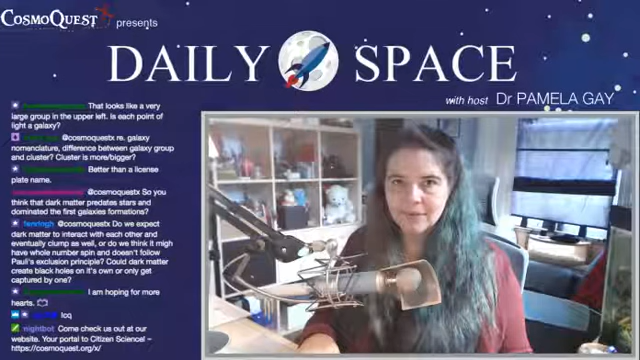 COSMOQUEST presents
DAILY SPACE
with host Dr PAMELA GAY
That looks like a very
large group in the upper left. Is each point of
light a galaxy?
@cosmoquestx re. galaxy
nomenclature, difference between galaxy group
and cluster? Cluster is more/bigger?
Better than a license
plate name.
@cosmoquestx So you
think that dark matter predates stars and
dominated the first galaxies formations?
@cosmoquestx Do we expect
dark matter to interact with each other and
eventually clump as well, or do we think it migh
have whole number spin and doesn't follow
Pauli's exclusion principle? Could dark matter
create black holes on it's own or only get
captured by one?
I am hoping for more
hearts.
lcq
nightbot Come check us out at our
website. Your portal to Citizen Science! –
https://cosmoquest.org/x/